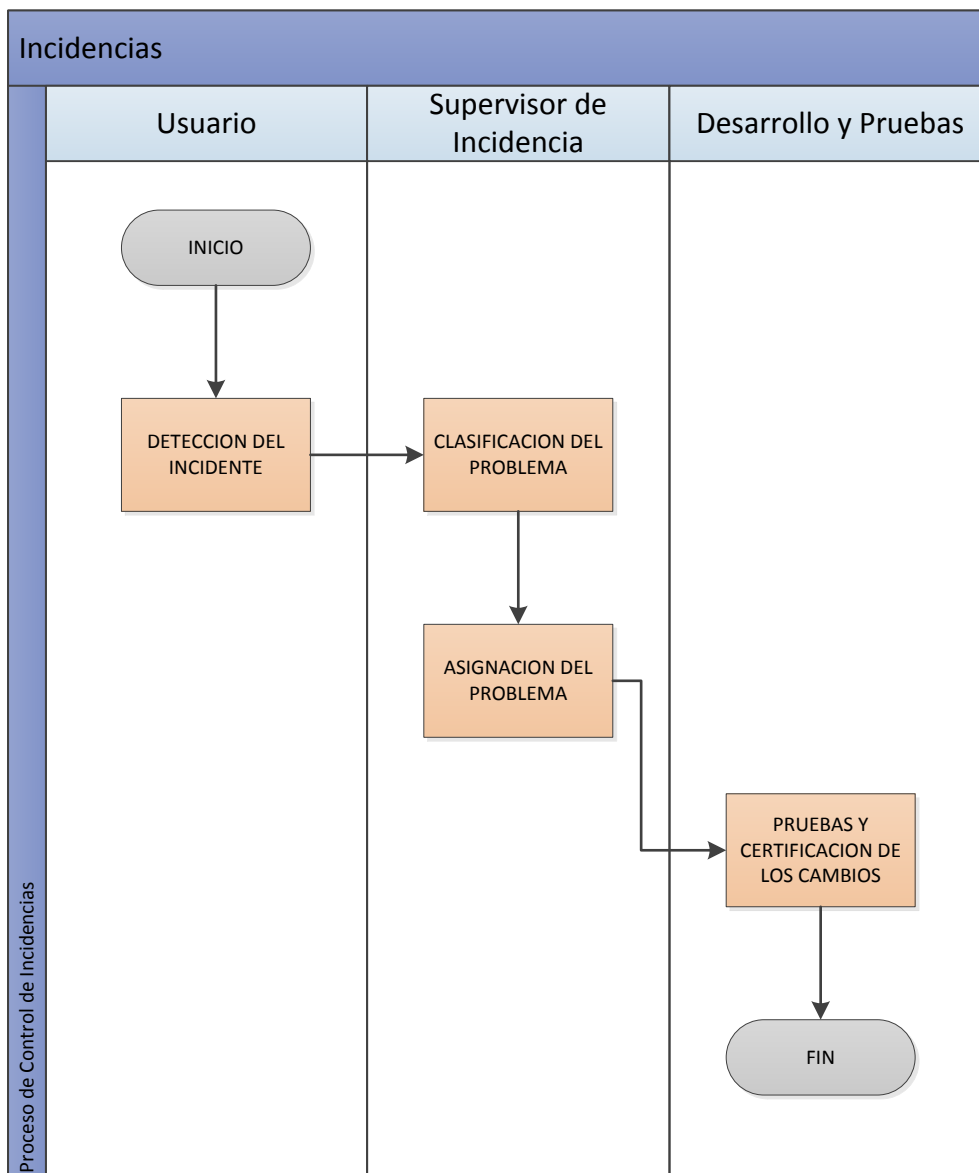 Incidencias
Usuario
Supervisor de
Incidencia
Desarrollo y Pruebas
INICIO
DETECCION DEL
INCIDENTE
CLASIFICACION DEL
PROBLEMA
ASIGNACION DEL
PROBLEMA
PRUEBAS Y
CERTIFICACION DE
LOS CAMBIOS
FIN
Proceso de Control de Incidencias